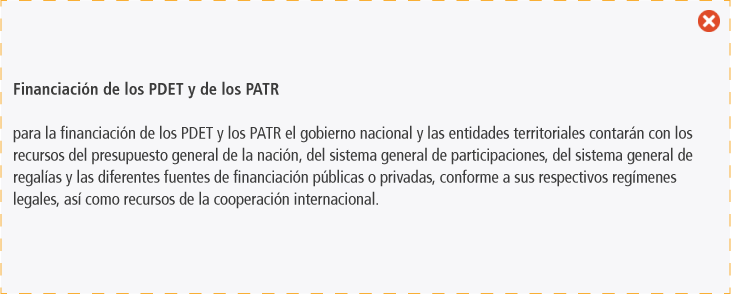 Financiación de los PDET y de los PATR
para la financiación de los PDET y los PATR el gobierno nacional y las entidades territoriales contarán con los
recursos del presupuesto general de la nación, del sistema general de participaciones, del sistema general de
regalías y las diferentes fuentes de financiación públicas o privadas, conforme a sus respectivos regímenes
legales, así como recursos de la cooperación internacional.